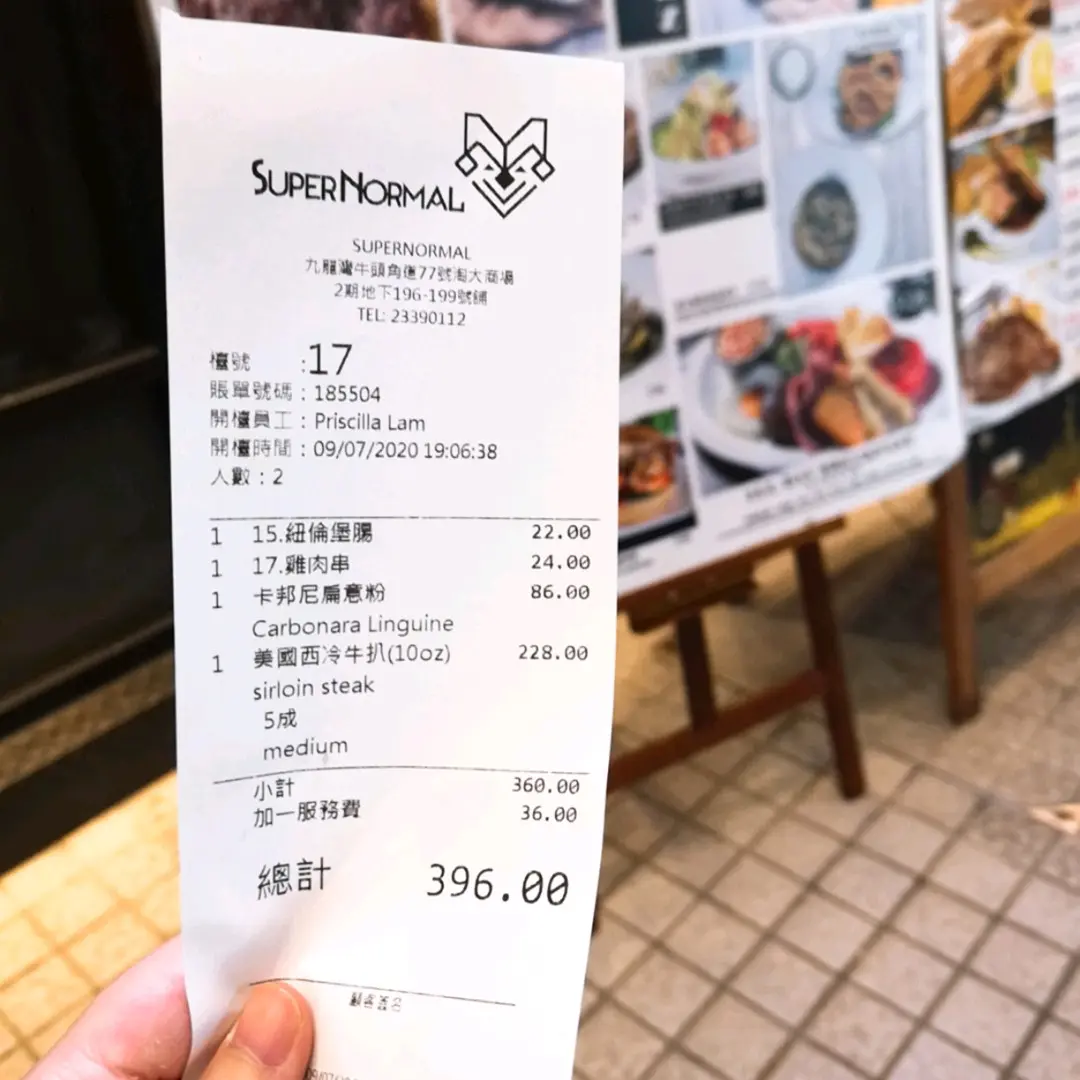 SUPERNORMAL
SUPERNORMAL
九龍灣牛頭角道77號淘大商場
2期地下196-199號舖
TEL: 23390112
檯號 :17
賬單號碼 : 185504
開檯員工 : Priscilla Lam
開檯時間 : 09/07/2020 19:06:38
人數 : 2
1 15.紐倫堡腸 22.00
1 17.雞肉串 24.00
1 卡邦尼扁意粉 86.00
Carbonara Linguine
1 美國西冷牛扒(10oz) 228.00
sirloin steak
5成
medium
小計 360.00
加一服務費 36.00
總計 396.00
顧客簽名